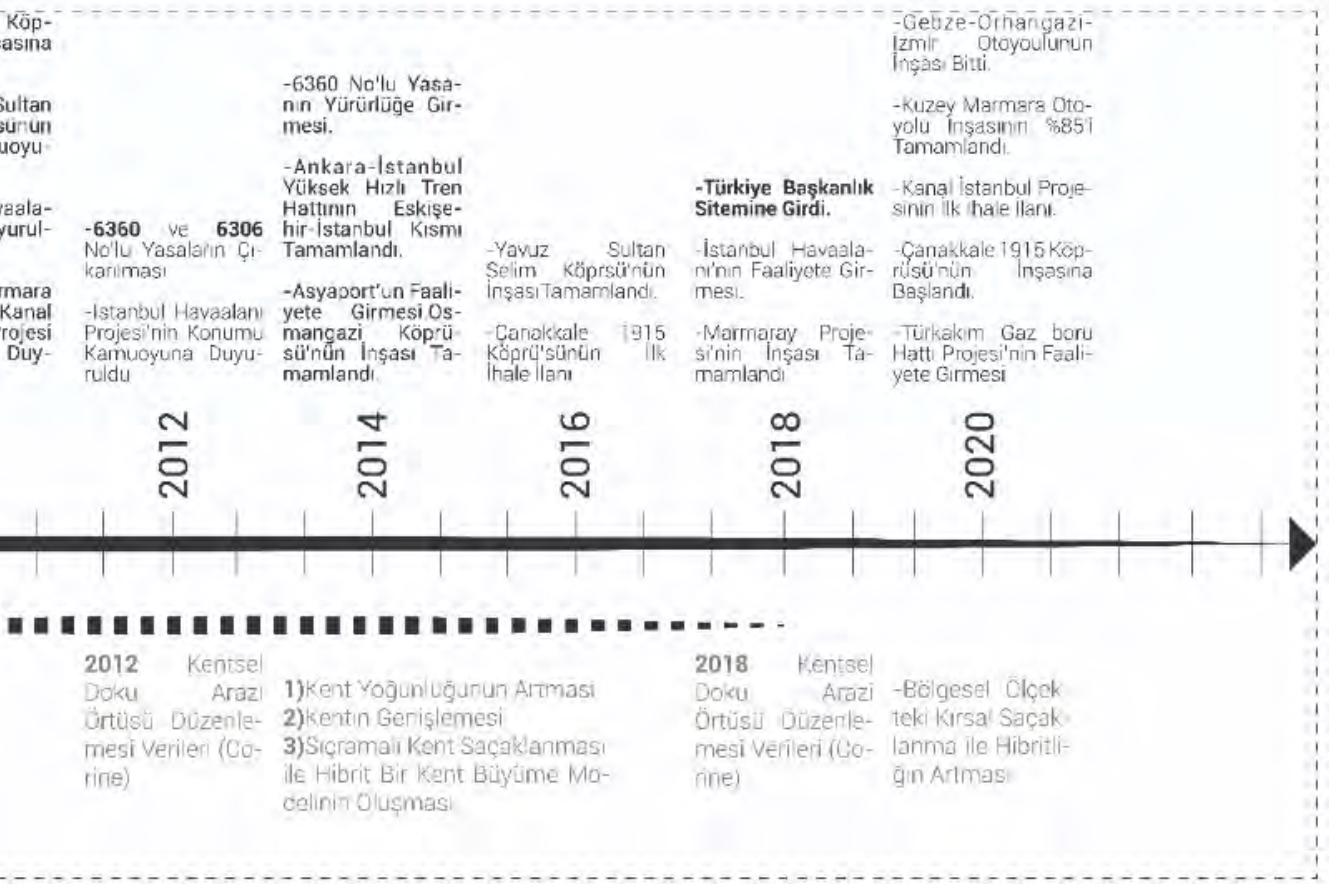 Köp-
asına
Sultan
sünün
uoyu-
vaala-
yurul-
rmara
Kanal
Projesi
Duy-
-6360 ve 6306
No'lu Yasaların Çı-
karılması
-Istanbul Havaalanı
Projesi'nin Konumu
Kamuoyuna Duyu-
ruldu
-6360 No'lu Yasa-
nın Yürürlüğe Gir-
mesi.
-Ankara-İstanbul
Yüksek Hızlı Tren
Hattının Eskişe-
hir-İstanbul Kısmı
Tamamlandı.
-Asyaport'un Faali-
yete Girmesi Os-
mangazi Köprü-
sü'nün İnşası Ta-
mamlandı.
-Yavuz Sultan
Selim Köprsü'nün
İnşası Tamamlandı.
-Çanakkale 1915
Köprü'sünün İlk
İhale İlanı
-Türkiye Başkanlık
Sitemine Girdi.
-İstanbul Havaala-
nı'nın Faaliyete Gir-
mesi.
-Marmaray Proje-
si'nin İnşası Ta-
mamlandı
-Gebze-Orhangazi-
İzmir Otoyoulunun
İnşası Bitti.
-Kuzey Marmara Oto-
yolu İnşasının %85'i
Tamamlandı.
-Kanal İstanbul Proje-
sinin İlk İhale İlanı.
-Çanakkale 1915 Köp-
rüsü'nün İnşasına
Başlandı.
-Türkakım Gaz boru
Hattı Projesi'nin Faali-
yete Girmesi
2012
2014
2016
2018
2020
2012 Kentsel
Doku Arazi
Örtüsü Düzenle-
mesi Verileri (Co-
rine)
1)Kent Yoğunluğunun Artması
2)Kentin Genişlemesi
3)Sıçramalı Kent Saçaklanması
ile Hibrit Bir Kent Büyüme Mo-
delinin Oluşması
2018 Kentsel
Doku Arazi
Örtüsü Düzenle-
mesi Verileri (Co-
rine)
-Bölgesel Ölçek-
teki Kırsal Saçak-
lanma ile Hibritli-
ğin Artması